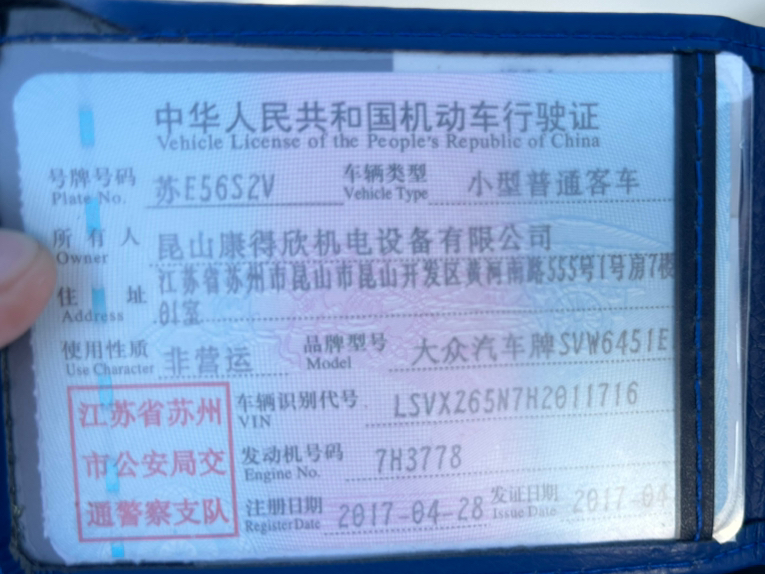 中华人民共和国机动车行驶证
Vehicle License of the People's Republic of China
号牌号码 苏E56S2V 车辆类型 小型普通客车
Plate No. Vehicle Type
所有人 昆山康得欣机电设备有限公司
Owner
住址 江苏省苏州市昆山市昆山开发区黄河南路555号1号房7楼
Address 01室
使用性质 非营运 品牌型号 大众汽车牌SVW6451E
Use Character Model
江苏省苏州 车辆识别代号 LSVXZ65N7H2011716
VIN
市公安局交 发动机号码 7H3778
Engine No.
通警察支队 注册日期 2017-04-28 发证日期 2017-04
Register Date Issue Date